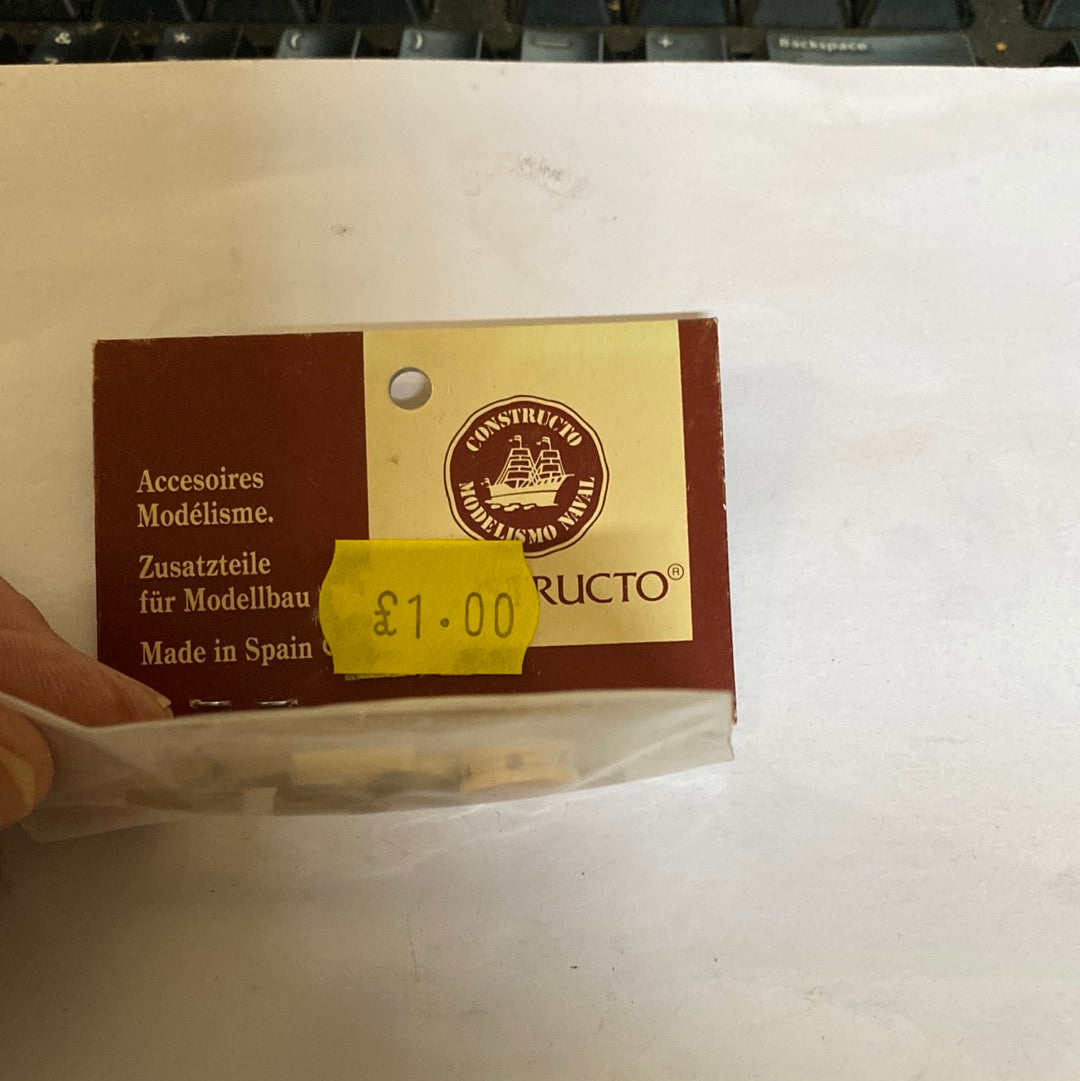 & * ( ) _ +
Backspace
Accesoires
Modélisme.
Zusatzteile
für Modellbau
Made in Spain
CONSTRUCTO
MODELISMO NAVAL
RUCTO®
£1.00